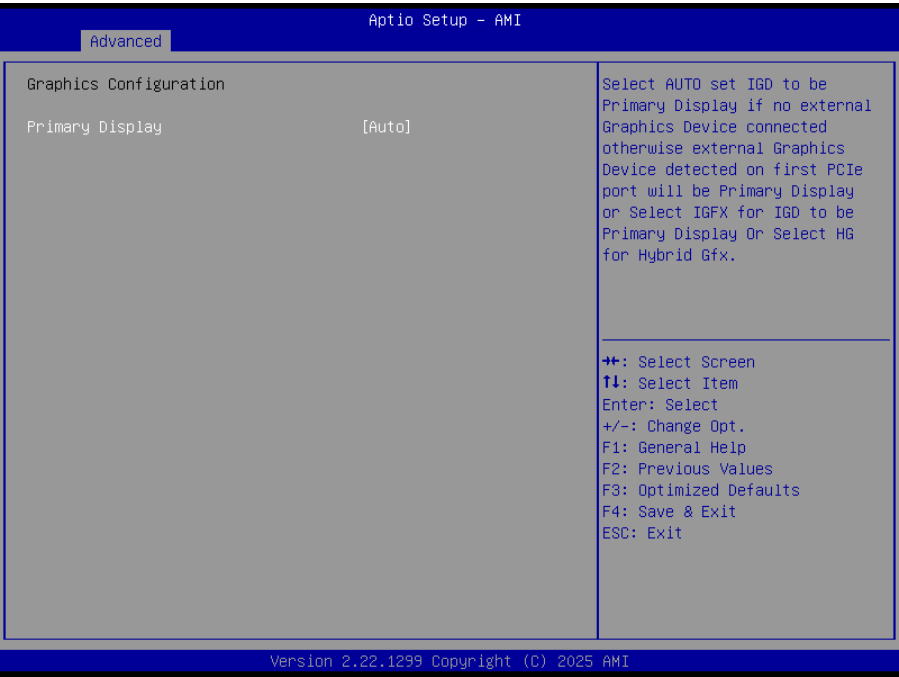 Aptio Setup – AMI
Advanced
Graphics Configuration
Primary Display [Auto]
Select AUTO set IGD to be
Primary Display if no external
Graphics Device connected
otherwise external Graphics
Device detected on first PCIe
port will be Primary Display
or Select IGFX for IGD to be
Primary Display Or Select HG
for Hybrid Gfx.
→←: Select Screen
↑↓: Select Item
Enter: Select
+/-: Change Opt.
F1: General Help
F2: Previous Values
F3: Optimized Defaults
F4: Save & Exit
ESC: Exit
Version 2.22.1299 Copyright (C) 2025 AMI